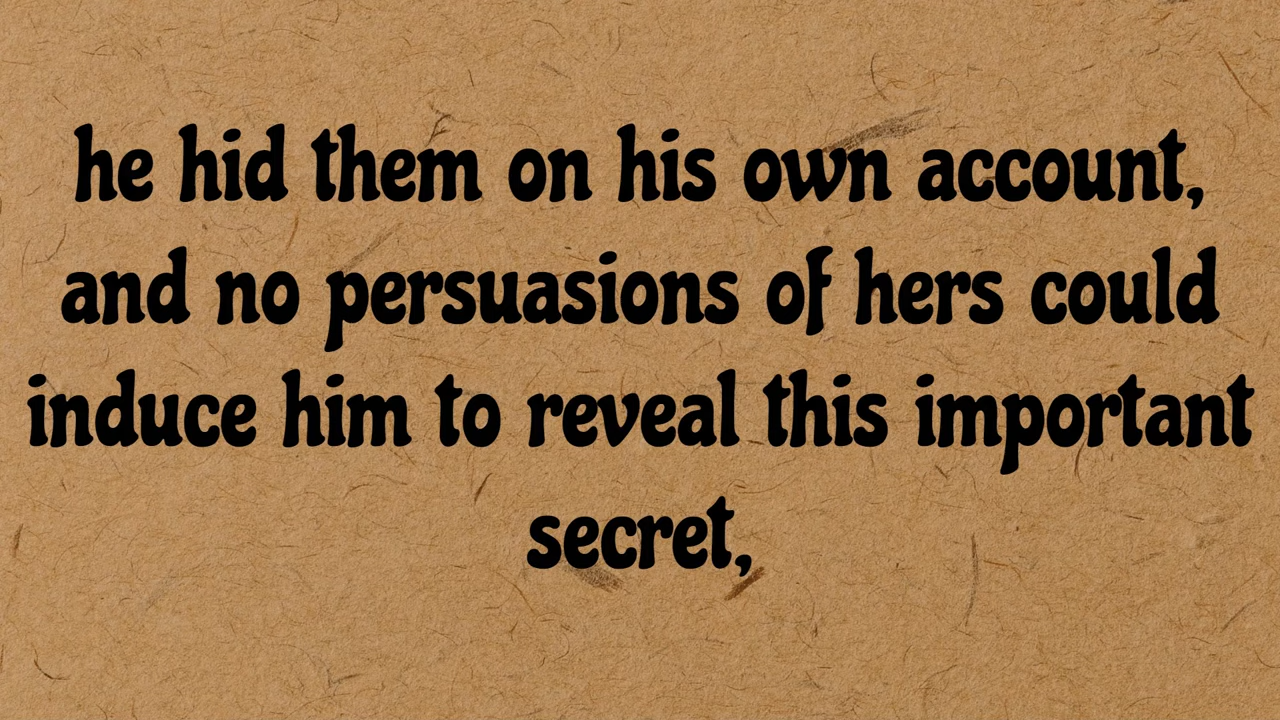 he hid them on his own account,
and no persuasions of hers could
induce him to reveal this important
secret,